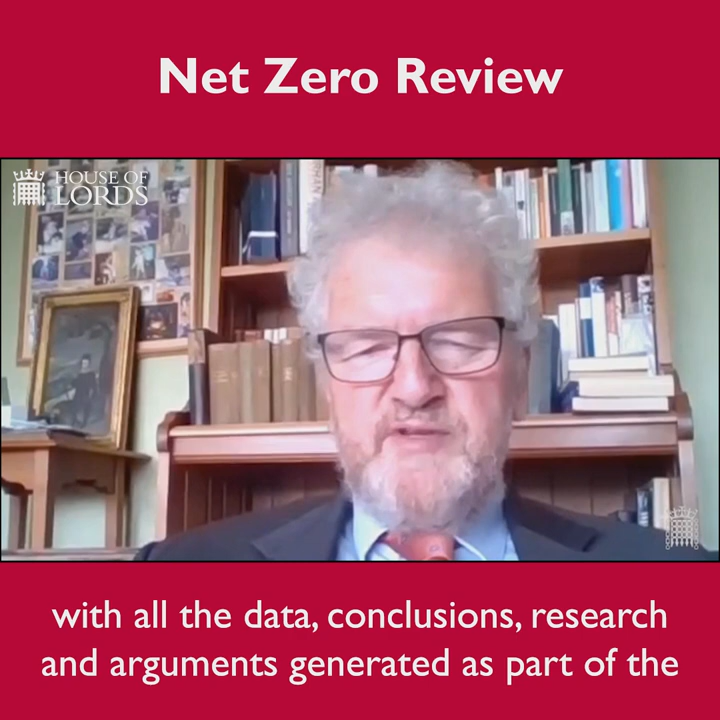 Net Zero Review
HOUSE OF
LORDS
with all the data, conclusions, research
and arguments generated as part of the